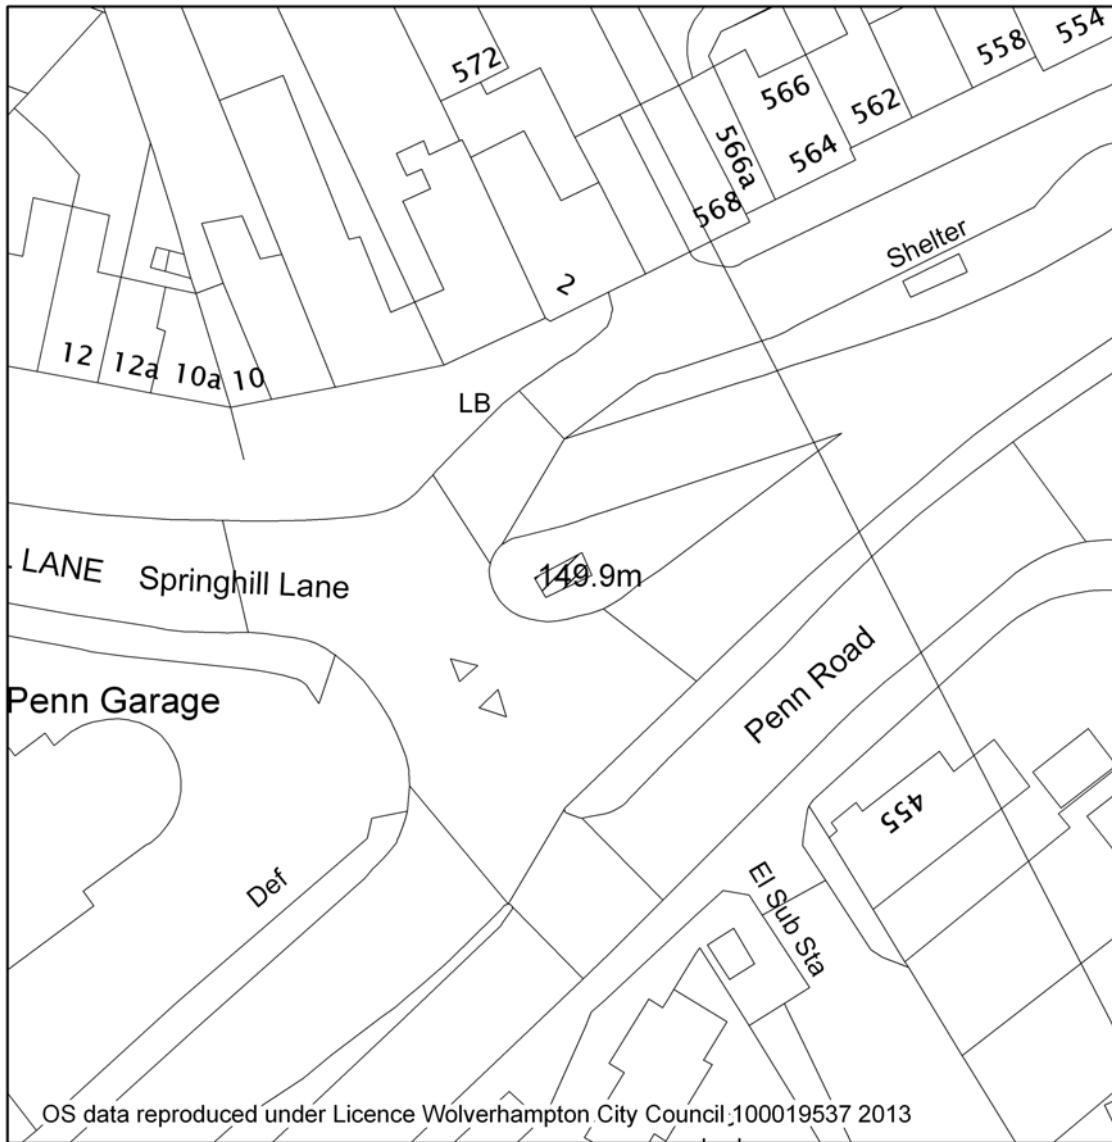 554
558
572
566
562
566a
564
568
Shelter
2
12
12a
10a
10
LB
LANE
Springhill Lane
149.9m
Penn Road
Penn Garage
455
Def
El Sub Sta
OS data reproduced under Licence Wolverhampton City Council 100019537 2013